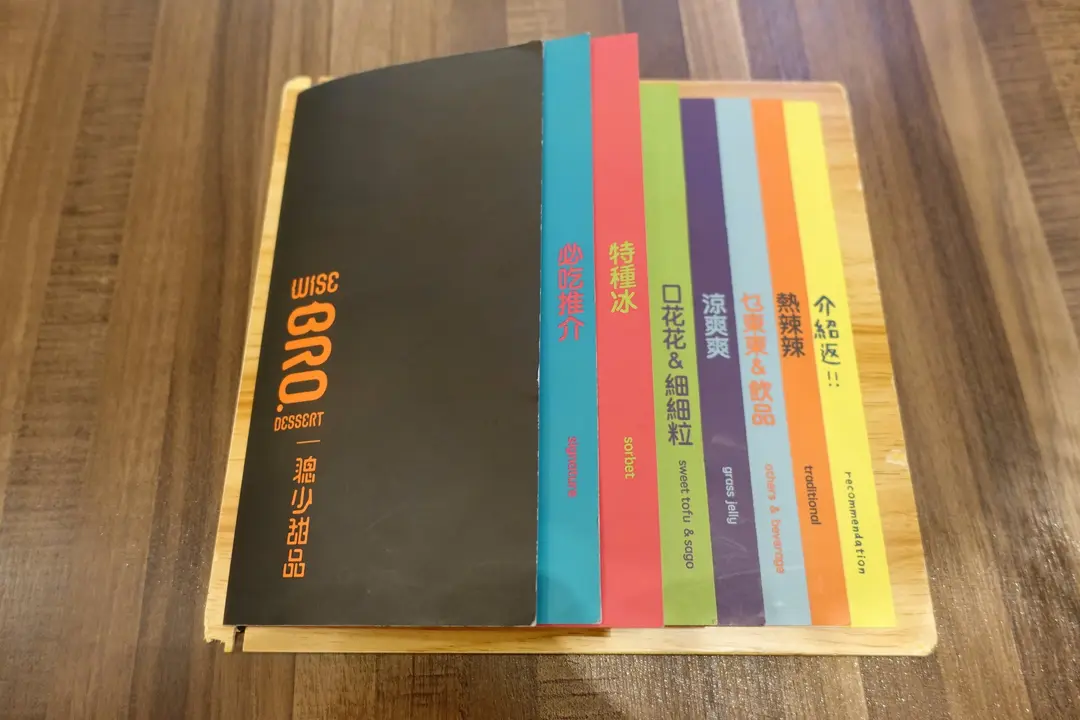 WISE
BRO.
DESSERT
聰少甜品
必吃推介
signature
特種冰
sorbet
口花花&細細粒
sweet tofu & sago
涼爽爽
grass jelly
乜東東&飲品
others & beverage
熱辣辣
traditional
介紹返!!
recommendation